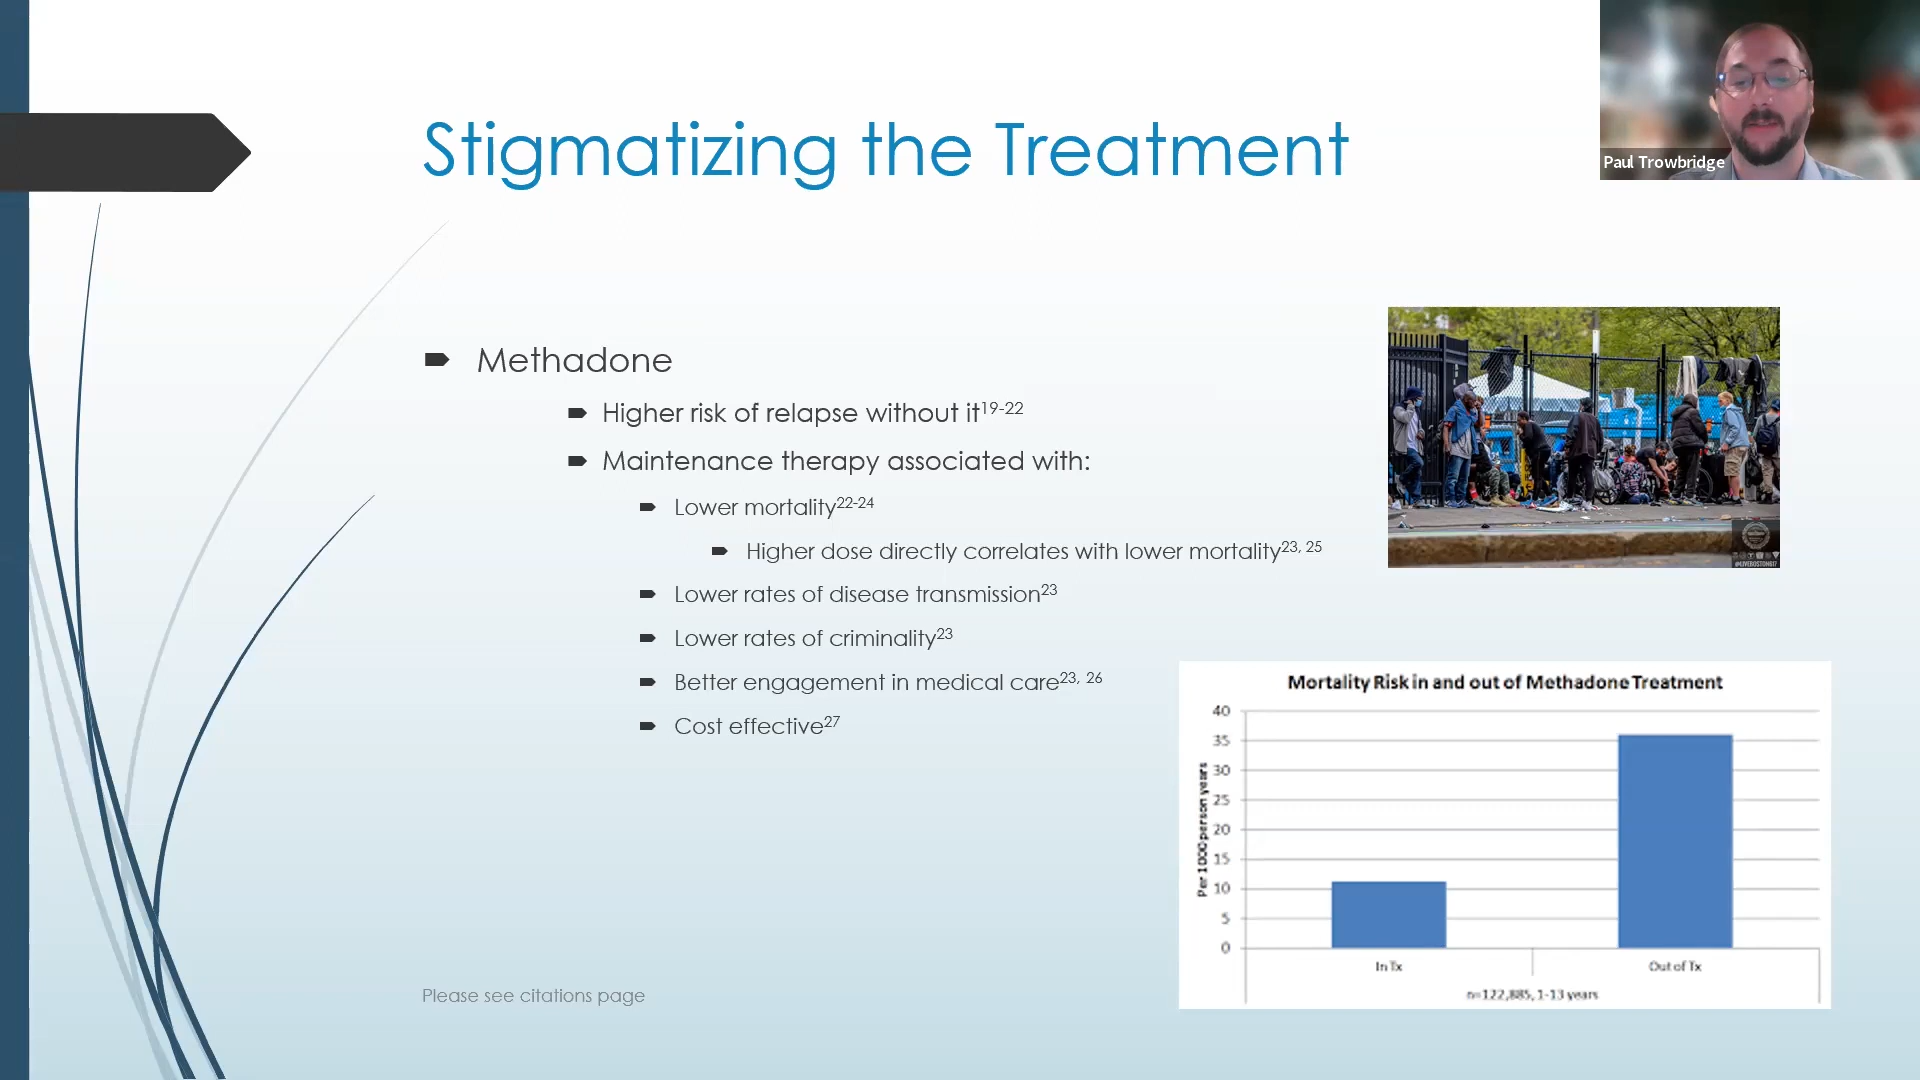 Stigmatizing the Treatment
Paul Trowbridge
Methadone
Higher risk of relapse without it19-22
Maintenance therapy associated with:
Lower mortality22-24
Higher dose directly correlates with lower mortality23, 25
Lower rates of disease transmission23
Lower rates of criminality23
Better engagement in medical care23, 26
Cost effective27
@LIVEBOSTON617
Mortality Risk in and out of Methadone Treatment
Per 1000 person years
40
35
30
25
20
15
10
5
0
In Tx
Out of Tx
n=122,885, 1-13 years
Please see citations page